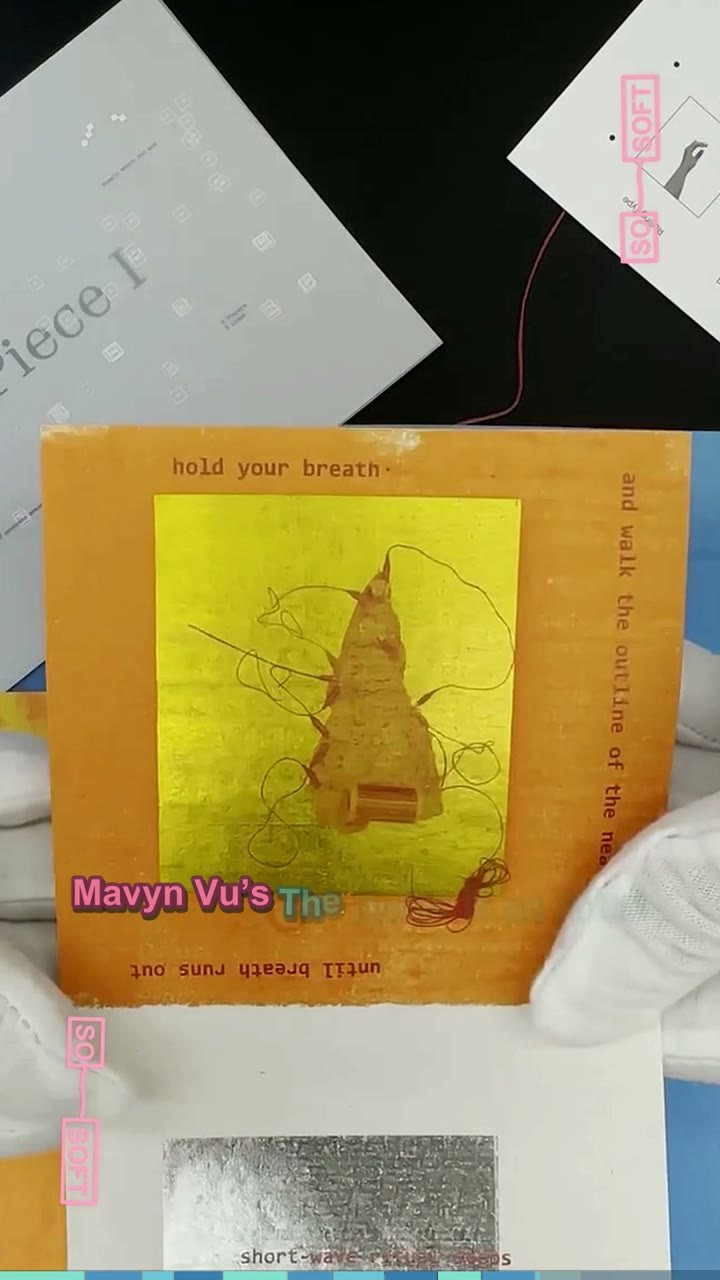 SO SOFT
Piece I
hold your breath
and walk the outline of the nea
until breath runs out
Mavyn Vu's The
SO SOFT
short-wave ritual